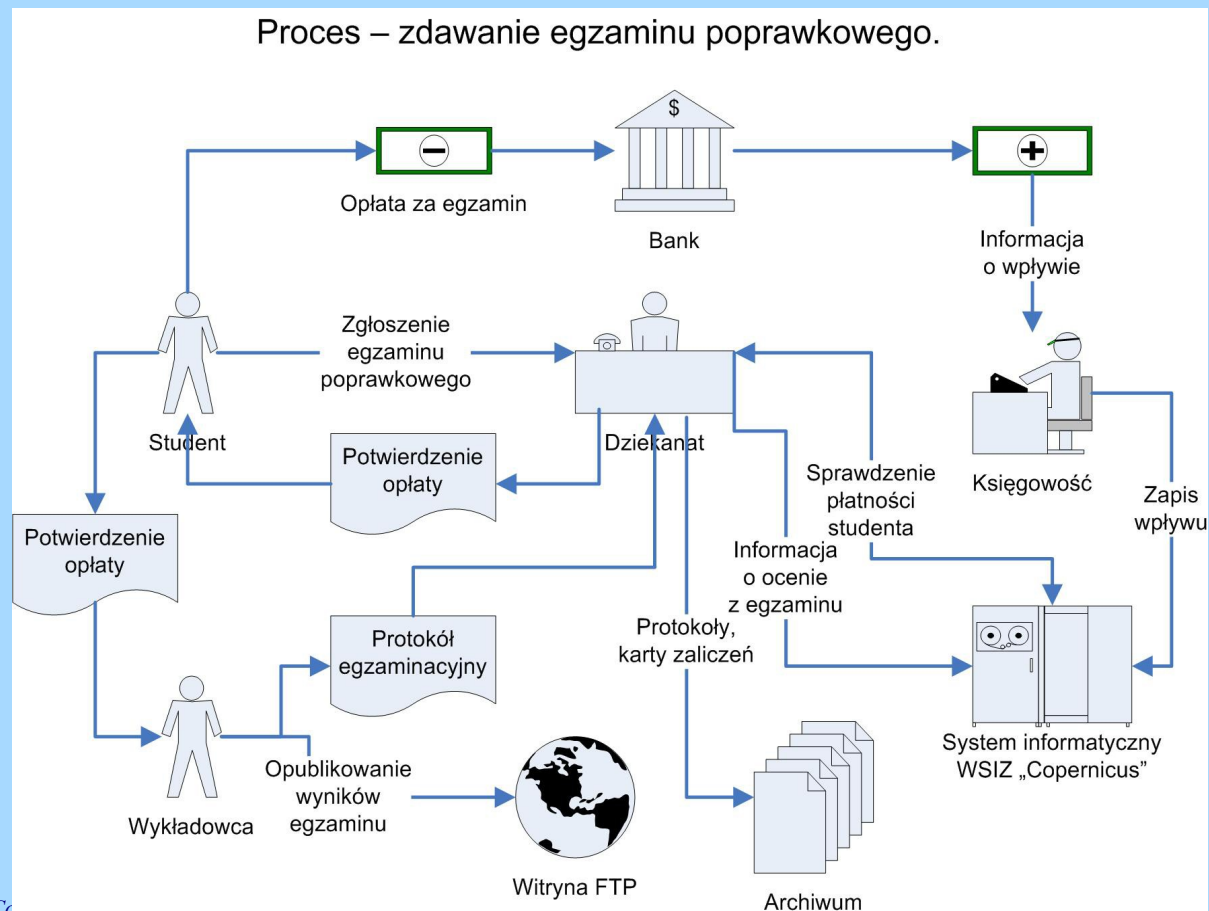 Proces – zdawanie egzaminu poprawkowego.
$
Opłata za egzamin
Bank
Informacja
o wpływie
Zgłoszenie
egzaminu
poprawkowego
Student
Dziekanat
Księgowość
Potwierdzenie
opłaty
Sprawdzenie
płatności
studenta
Zapis
wpływu
Potwierdzenie
opłaty
Informacja
o ocenie
z egzaminu
Protokół
egzaminacyjny
Protokoły,
karty zaliczeń
System informatyczny
WSIZ „Copernicus”
Opublikowanie
wyników
egzaminu
Wykładowca
Witryna FTP
Archiwum